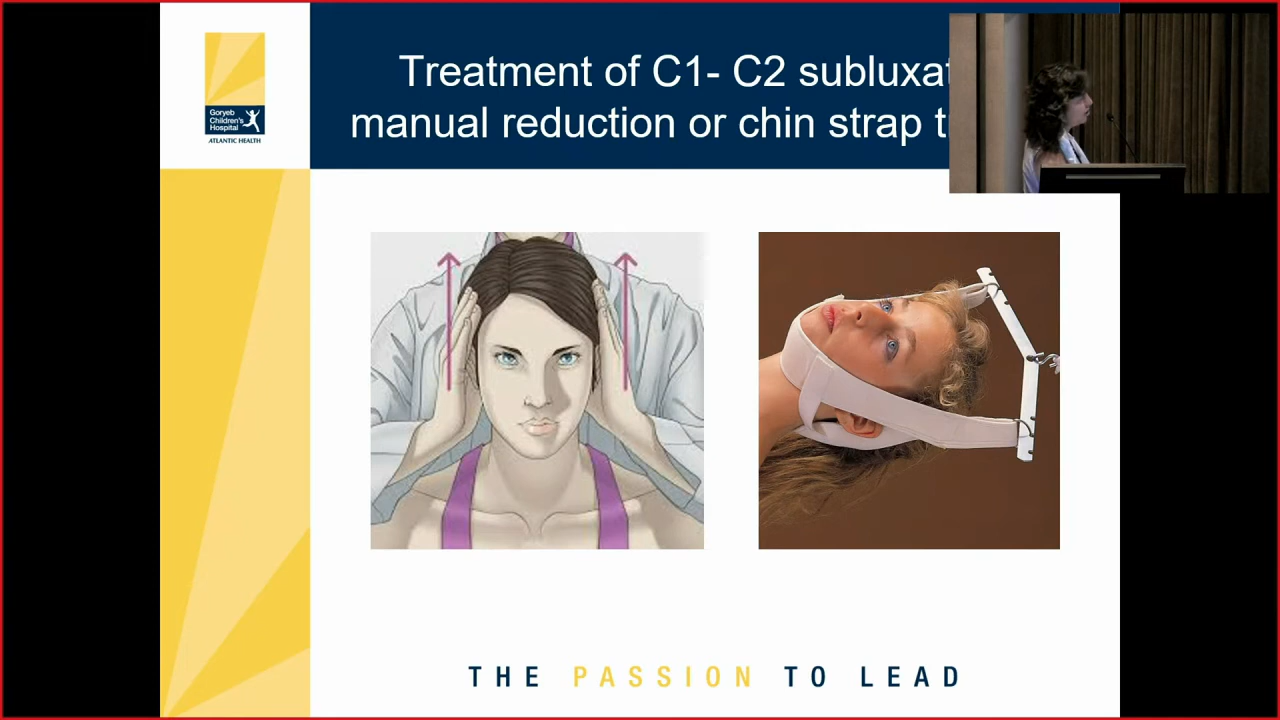 Treatment of C1- C2 subluxat
manual reduction or chin strap t
Goryeb
Children's
Hospital
ATLANTIC HEALTH
THE PASSION TO LEAD